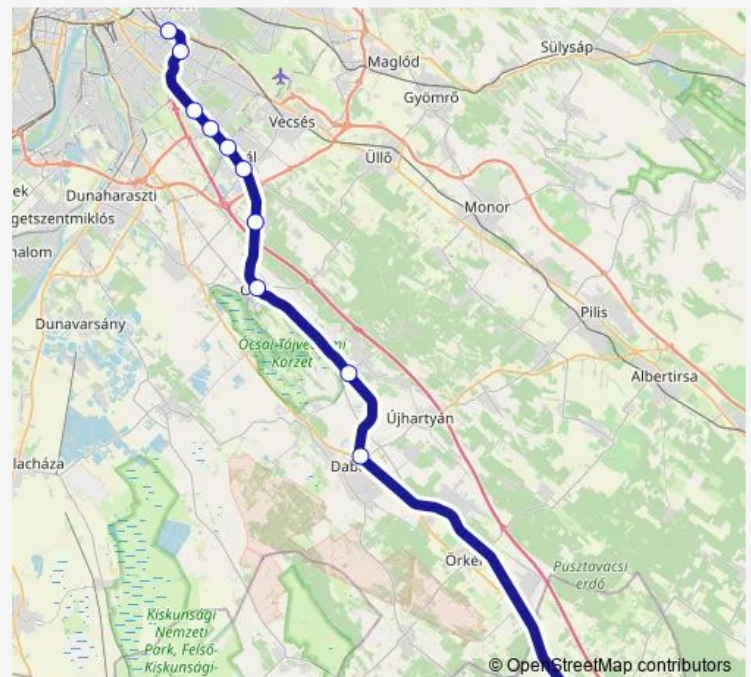 Sülysáp
Maglód
Gyömrő
Vecsés
Üllő
Dunaharaszti
Monor
getszentmiklós
Pilis
Dunavarsány
Albertirsa
Újhartyán
lacháza
Pusztavacsi
erdő
Kiskunsági
Nemzeti
Park, Felső-
Kiskunsági-
© OpenStreetMap contributors